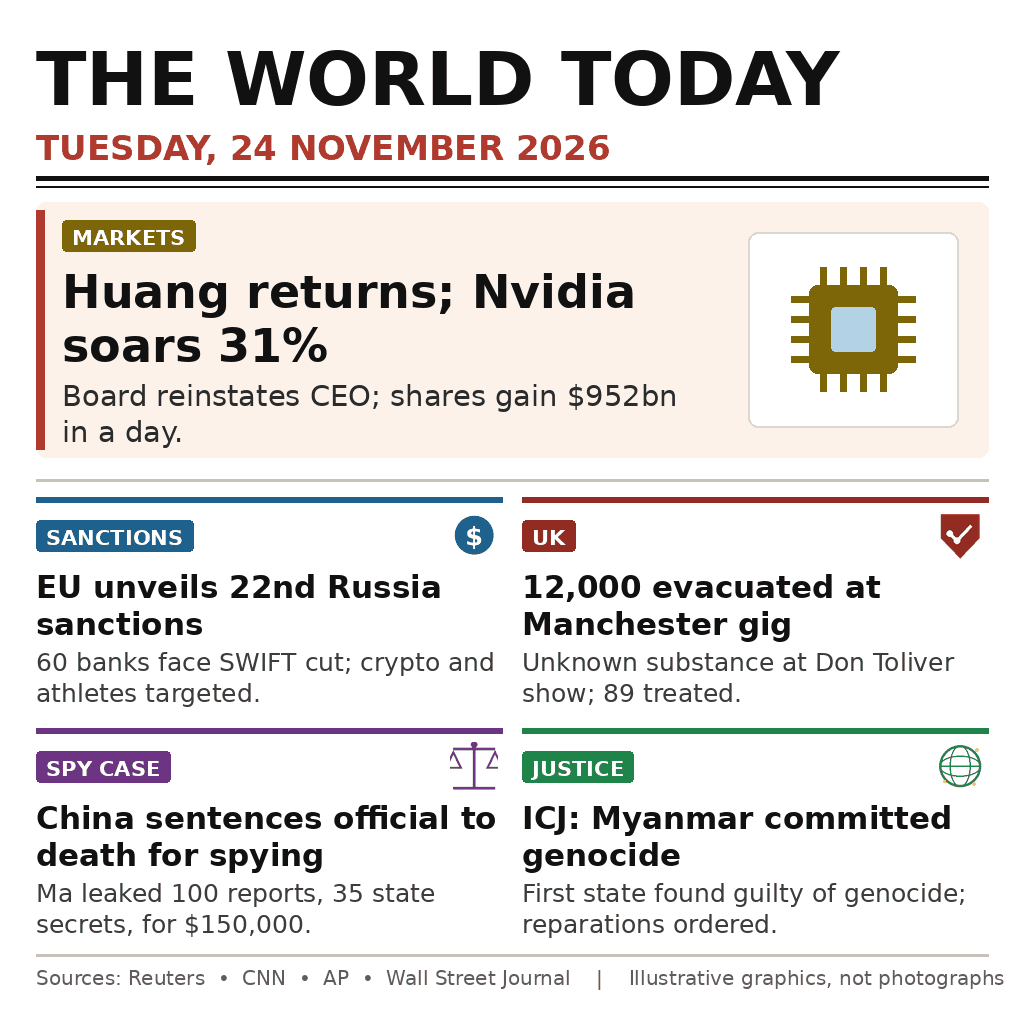 THE WORLD TODAY
TUESDAY, 24 NOVEMBER 2026
MARKETS
Huang returns; Nvidia
soars 31%
Board reinstates CEO; shares gain $952bn
in a day.
SANCTIONS
$
EU unveils 22nd Russia
sanctions
60 banks face SWIFT cut; crypto and
athletes targeted.
UK
12,000 evacuated at
Manchester gig
Unknown substance at Don Toliver
show; 89 treated.
SPY CASE
China sentences official to
death for spying
Ma leaked 100 reports, 35 state
secrets, for $150,000.
JUSTICE
ICJ: Myanmar committed
genocide
First state found guilty of genocide;
reparations ordered.
Sources: Reuters • CNN • AP • Wall Street Journal | Illustrative graphics, not photographs